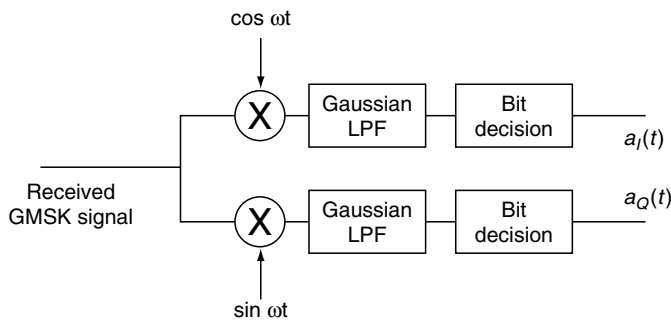 cos ωt
X
Gaussian
LPF
Bit
decision
a_I(t)
Received
GMSK signal
X
Gaussian
LPF
Bit
decision
a_Q(t)
sin ωt